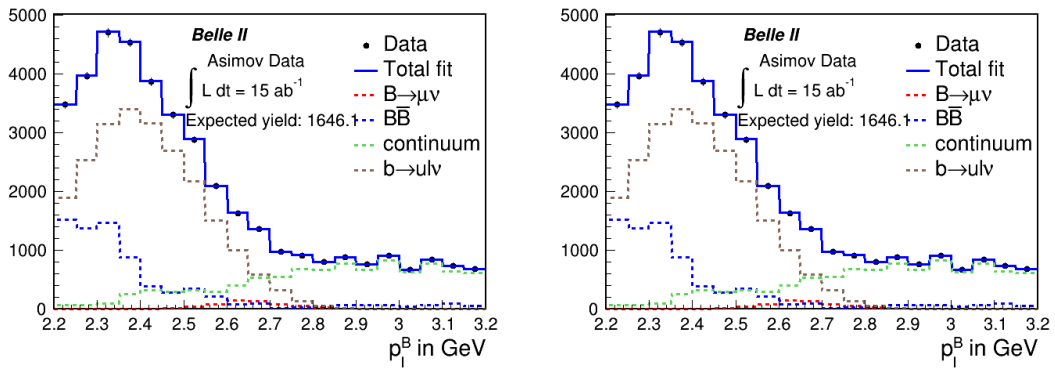 5000
4000
3000
2000
1000
0
Belle II
Asimov Data
∫ L dt = 15 ab⁻¹
Expected yield: 1646.1
Data
Total fit
B→μν
BB̅
continuum
b→ulν
2.2 2.3 2.4 2.5 2.6 2.7 2.8 2.9 3 3.1 3.2
p_l^B in GeV
5000
4000
3000
2000
1000
0
Belle II
Asimov Data
∫ L dt = 15 ab⁻¹
Expected yield: 1646.1
Data
Total fit
B→μν
BB̅
continuum
b→ulν
2.2 2.3 2.4 2.5 2.6 2.7 2.8 2.9 3 3.1 3.2
p_l^B in GeV